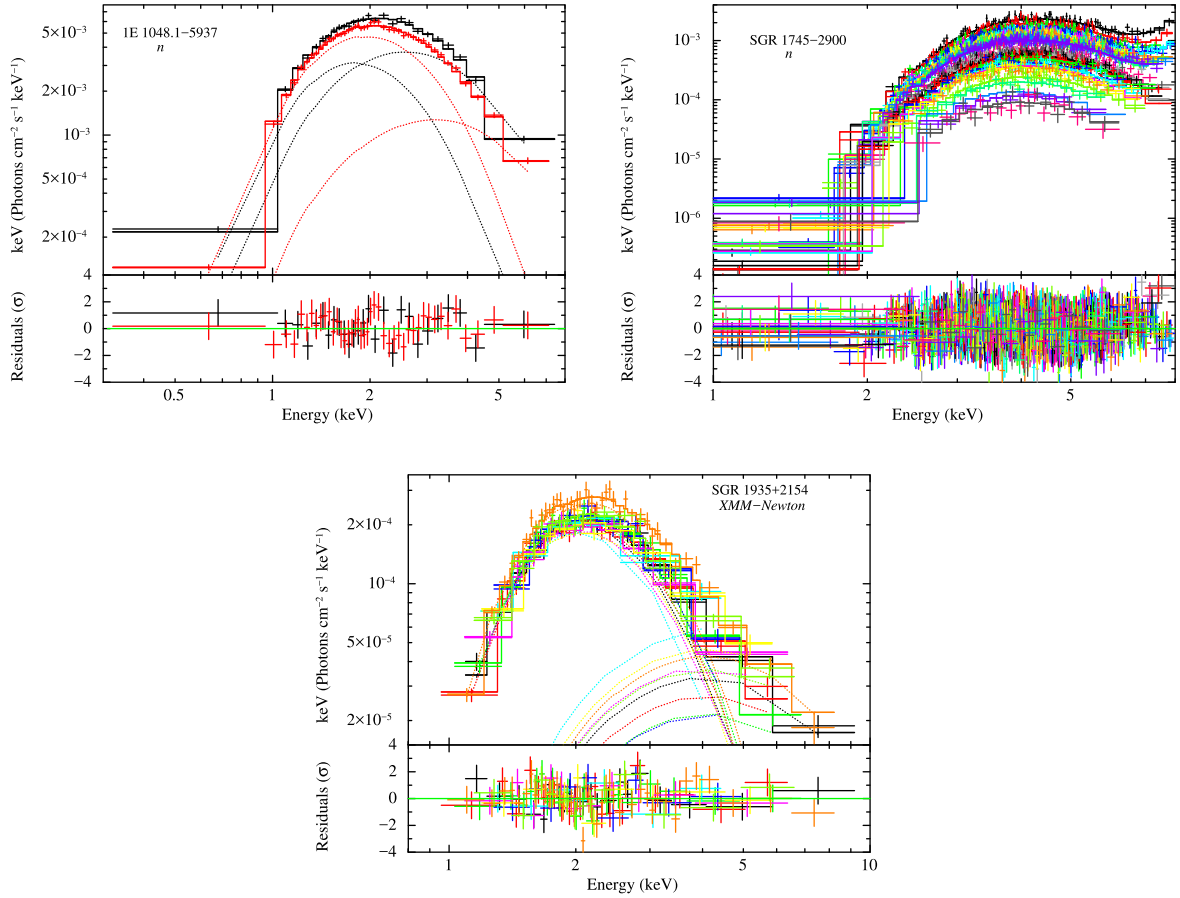 1E 1048.1−5937
n
keV (Photons cm⁻² s⁻¹ keV⁻¹)
5×10⁻³
2×10⁻³
10⁻³
5×10⁻⁴
2×10⁻⁴
4
2
0
−2
−4
Residuals (σ)
0.5 1 2 5
Energy (keV)
SGR 1745−2900
n
keV (Photons cm⁻² s⁻¹ keV⁻¹)
10⁻³
10⁻⁴
10⁻⁵
10⁻⁶
4
2
0
−2
−4
Residuals (σ)
1 2 5
Energy (keV)
SGR 1935+2154
XMM−Newton
keV (Photons cm⁻² s⁻¹ keV⁻¹)
2×10⁻⁴
10⁻⁴
5×10⁻⁵
2×10⁻⁵
4
2
0
−2
−4
Residuals (σ)
1 2 5 10
Energy (keV)